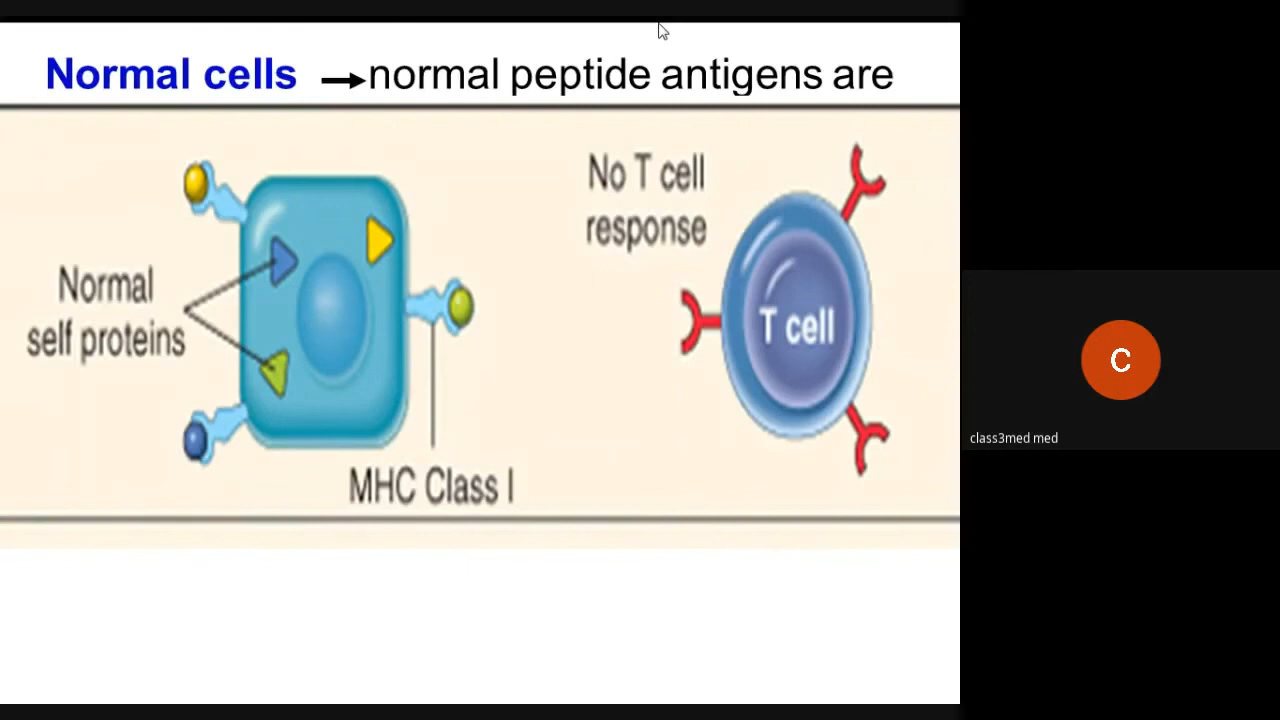 Normal cells → normal peptide antigens are
No T cell
response
Normal
self proteins
T cell
MHC Class I
C
class3med med